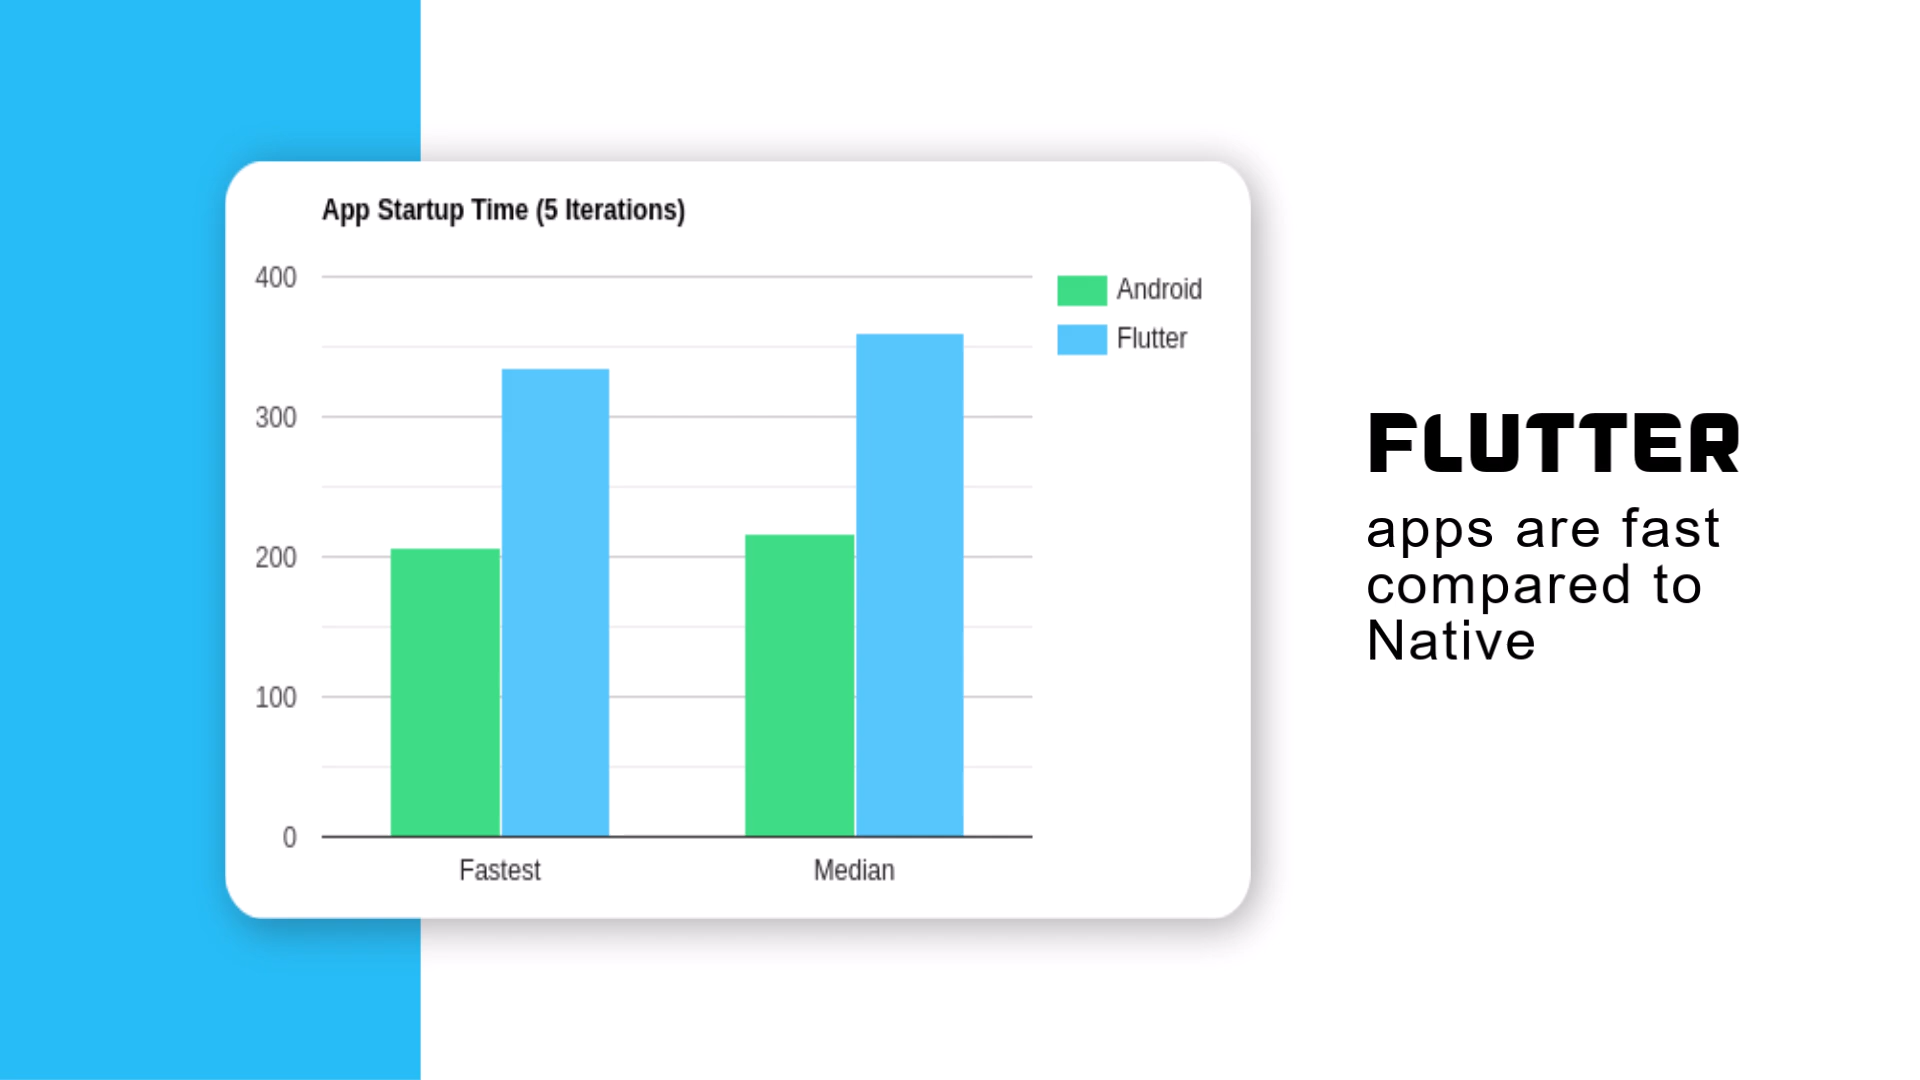 App Startup Time (5 Iterations)
400
300
200
100
0
Fastest
Median
Android
Flutter
FLUTTER
apps are fast
compared to
Native